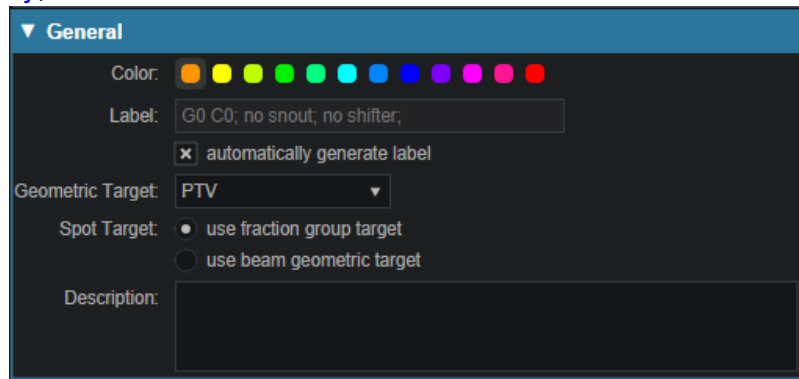 General
Color:
Label: G0 C0; no snout; no shifter;
automatically generate label
Geometric Target: PTV
Spot Target: use fraction group target
use beam geometric target
Description: